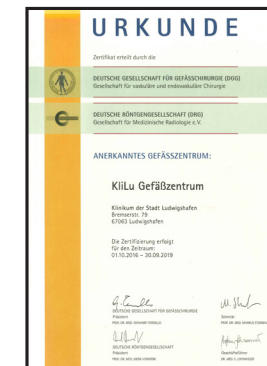 URKUNDE
Zertifikat erteilt durch die
DEUTSCHE GESELLSCHAFT FÜR GEFÄSSCHIRURGIE (DGG)
Gesellschaft für vaskuläre und endovaskuläre Chirurgie
DEUTSCHE RÖNTGENGESELLSCHAFT (DRG)
Gesellschaft für Medizinische Radiologie e.V.
ANERKANNTES GEFÄSSZENTRUM:
KliLu Gefäßzentrum
Klinikum der Stadt Ludwigshafen
Bremserstr. 79
67063 Ludwigshafen
Die Zertifizierung erfolgt
für den Zeitraum:
01.10.2016 – 30.09.2019
DEUTSCHE GESELLSCHAFT FÜR GEFÄSSCHIRURGIE
Präsident
DEUTSCHE RÖNTGENGESELLSCHAFT
Präsident
Geschäftsführer